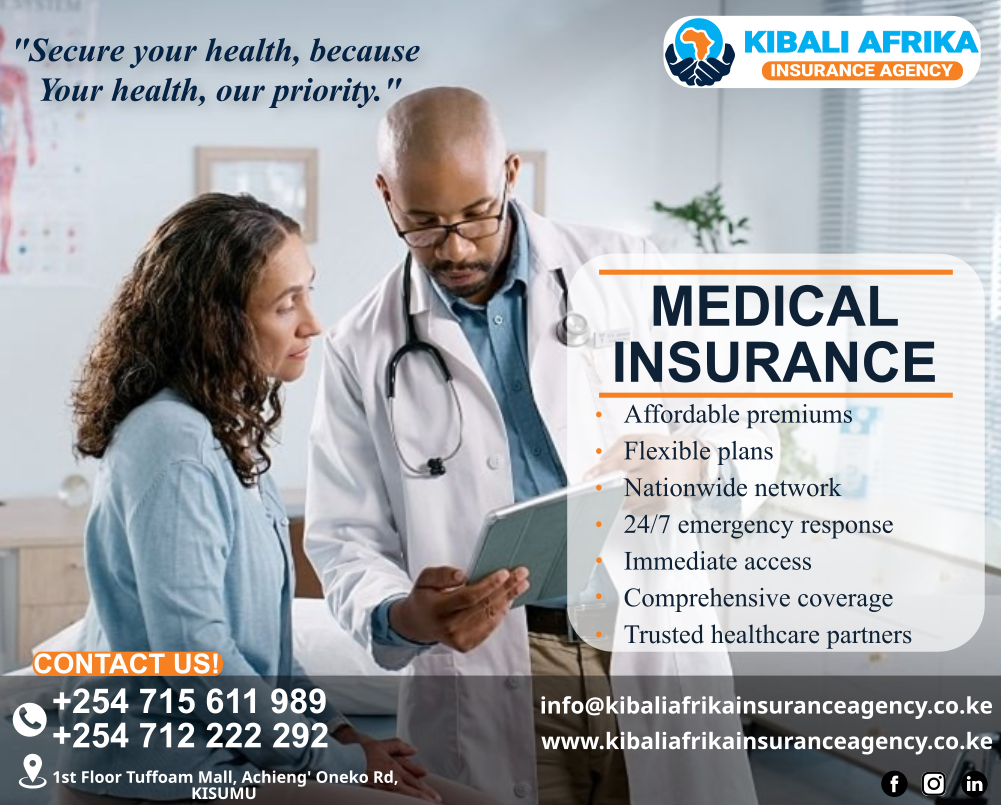 "Secure your health, because
Your health, our priority."
KIBALI AFRIKA
INSURANCE AGENCY
MEDICAL
INSURANCE
• Affordable premiums
• Flexible plans
• Nationwide network
• 24/7 emergency response
• Immediate access
• Comprehensive coverage
• Trusted healthcare partners
CONTACT US!
+254 715 611 989
+254 712 222 292
1st Floor Tuffoam Mall, Achieng' Oneko Rd,
KISUMU
info@kibaliafrikainsuranceagency.co.ke
www.kibaliafrikainsuranceagency.co.ke